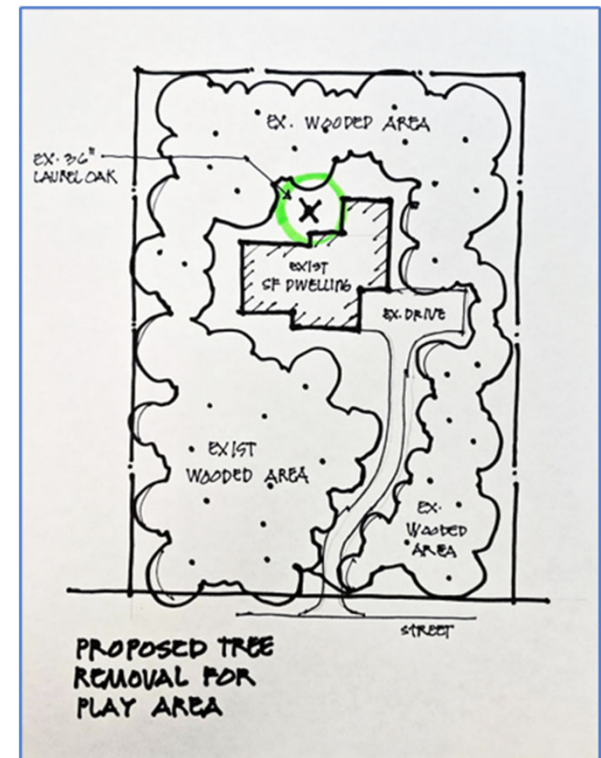 EX. WOODED AREA
EX. 36"
LAUREL OAK
X
EXIST
SF DWELLING
EX. DRIVE
EXIST
WOODED AREA
EX.
WOODED
AREA
STREET
PROPOSED TREE
REMOVAL FOR
PLAY AREA